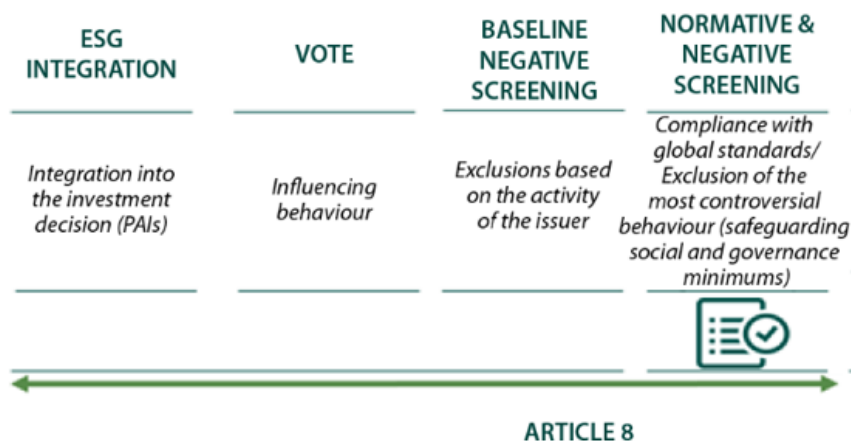 ESG
INTEGRATION
VOTE
BASELINE
NEGATIVE
SCREENING
NORMATIVE &
NEGATIVE
SCREENING
Integration into
the investment
decision (PAIs)
Influencing
behaviour
Exclusions based
on the activity
of the issuer
Compliance with
global standards/
Exclusion of the
most controversial
behaviour (safeguarding
social and governance
minimums)
ARTICLE 8